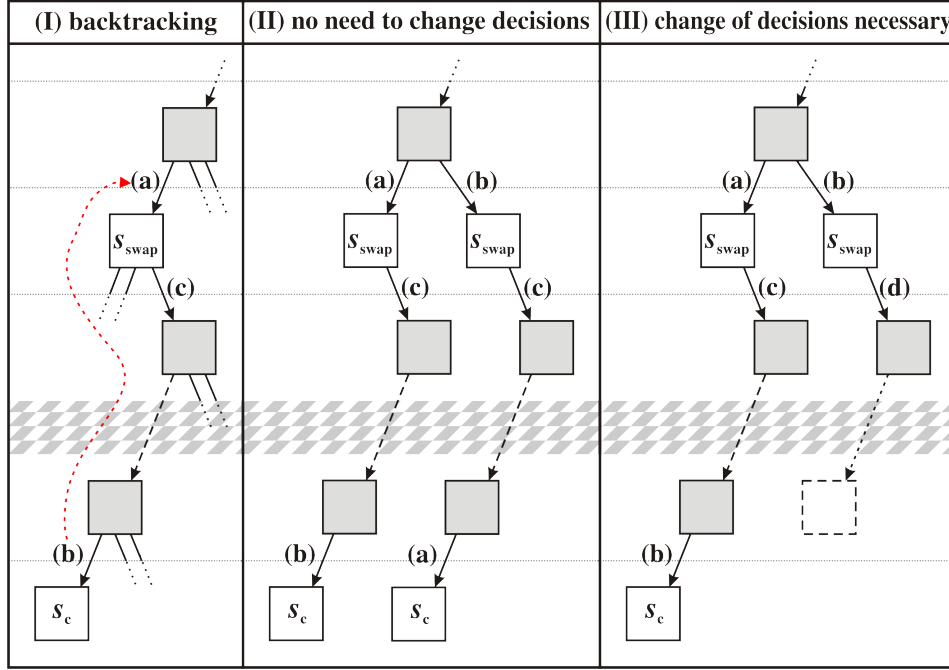 (I) backtracking
(II) no need to change decisions
(III) change of decisions necessary
(a)
(a)
(b)
(a)
(b)
s_swap
s_swap
s_swap
s_swap
s_swap
(c)
(c)
(c)
(c)
(d)
(b)
(b)
(a)
(b)
s_c
s_c
s_c
s_c